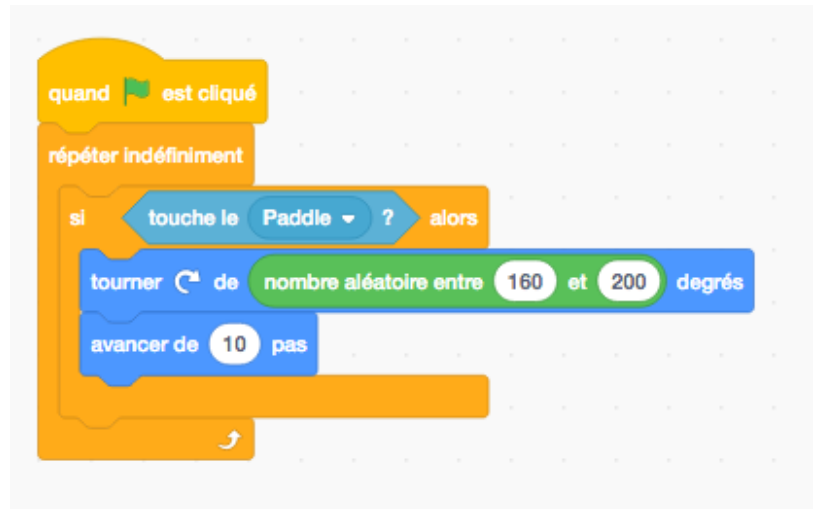 quand est cliqué
répéter indéfiniment
si touche le Paddle ? alors
tourner de nombre aléatoire entre 160 et 200 degrés
avancer de 10 pas